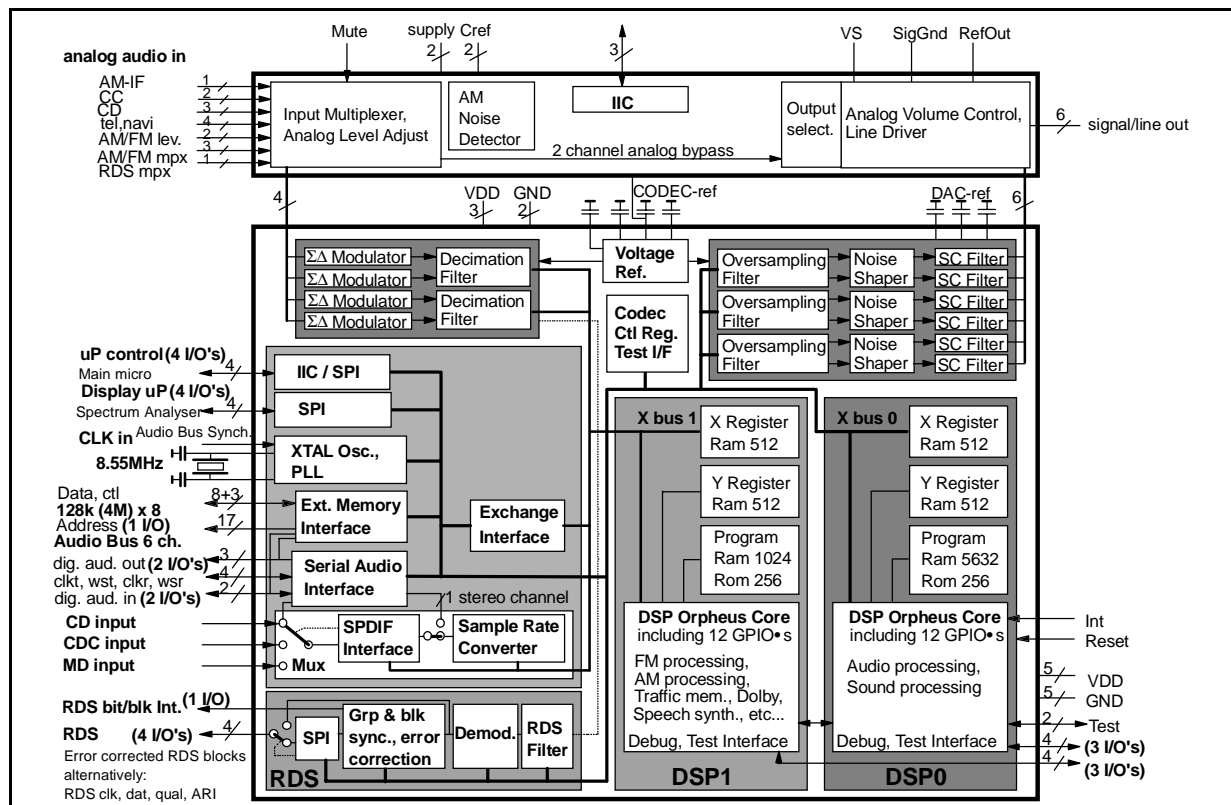 Mute
supply Cref
2
2
3
VS
SigGnd
RefOut
analog audio in
AM-IF
1
CC
2
CD
3
tel,navi
4
AM/FM lev.
2
AM/FM mpx
3
RDS mpx
1
Input Multiplexer,
Analog Level Adjust
AM
Noise
Detector
IIC
Output
select.
Analog Volume Control,
Line Driver
6
signal/line out
2 channel analog bypass
4
VDD
3
GND
2
CODEC-ref
DAC-ref
6
ΣΔ Modulator
ΣΔ Modulator
ΣΔ Modulator
ΣΔ Modulator
Decimation
Filter
Decimation
Filter
Voltage
Ref.
Codec
Ctl Reg.
Test I/F
Oversampling
Filter
Oversampling
Filter
Oversampling
Filter
Noise
Shaper
Noise
Shaper
Noise
Shaper
SC Filter
SC Filter
SC Filter
SC Filter
SC Filter
SC Filter
uP control (4 I/O's)
Main micro
4
Display uP (4 I/O's)
Spectrum Analyser
4
CLK in
Audio Bus Synch.
8.55MHz
Data, ctl
8+3
128k (4M) x 8
Address (1 I/O)
17
Audio Bus 6 ch.
dig. aud. out (2 I/O's)
3
clkt, wst, clkr, wsr
4
dig. aud. in (2 I/O's)
2
CD input
CDC input
MD input
IIC / SPI
SPI
XTAL Osc.,
PLL
Ext. Memory
Interface
Serial Audio
Interface
Exchange
Interface
1 stereo channel
SPDIF
Interface
Sample Rate
Converter
Mux
RDS bit/blk Int. (1 I/O)
RDS (4 I/O's)
4
Error corrected RDS blocks
alternatively:
RDS clk, dat, qual, ARI
SPI
Grp & blk
sync., error
correction
Demod.
RDS
Filter
RDS
X bus 1
X Register
Ram 512
Y Register
Ram 512
Program
Ram 1024
Rom 256
DSP Orpheus Core
including 12 GPIO•s
FM processing,
AM processing,
Traffic mem., Dolby,
Speech synth., etc...
Debug, Test Interface
DSP1
X bus 0
X Register
Ram 512
Y Register
Ram 512
Program
Ram 5632
Rom 256
DSP Orpheus Core
including 12 GPIO•s
Audio processing,
Sound processing
Debug, Test Interface
DSP0
Int
Reset
5
VDD
5
GND
2
Test
4
(3 I/O's)
4
(3 I/O's)